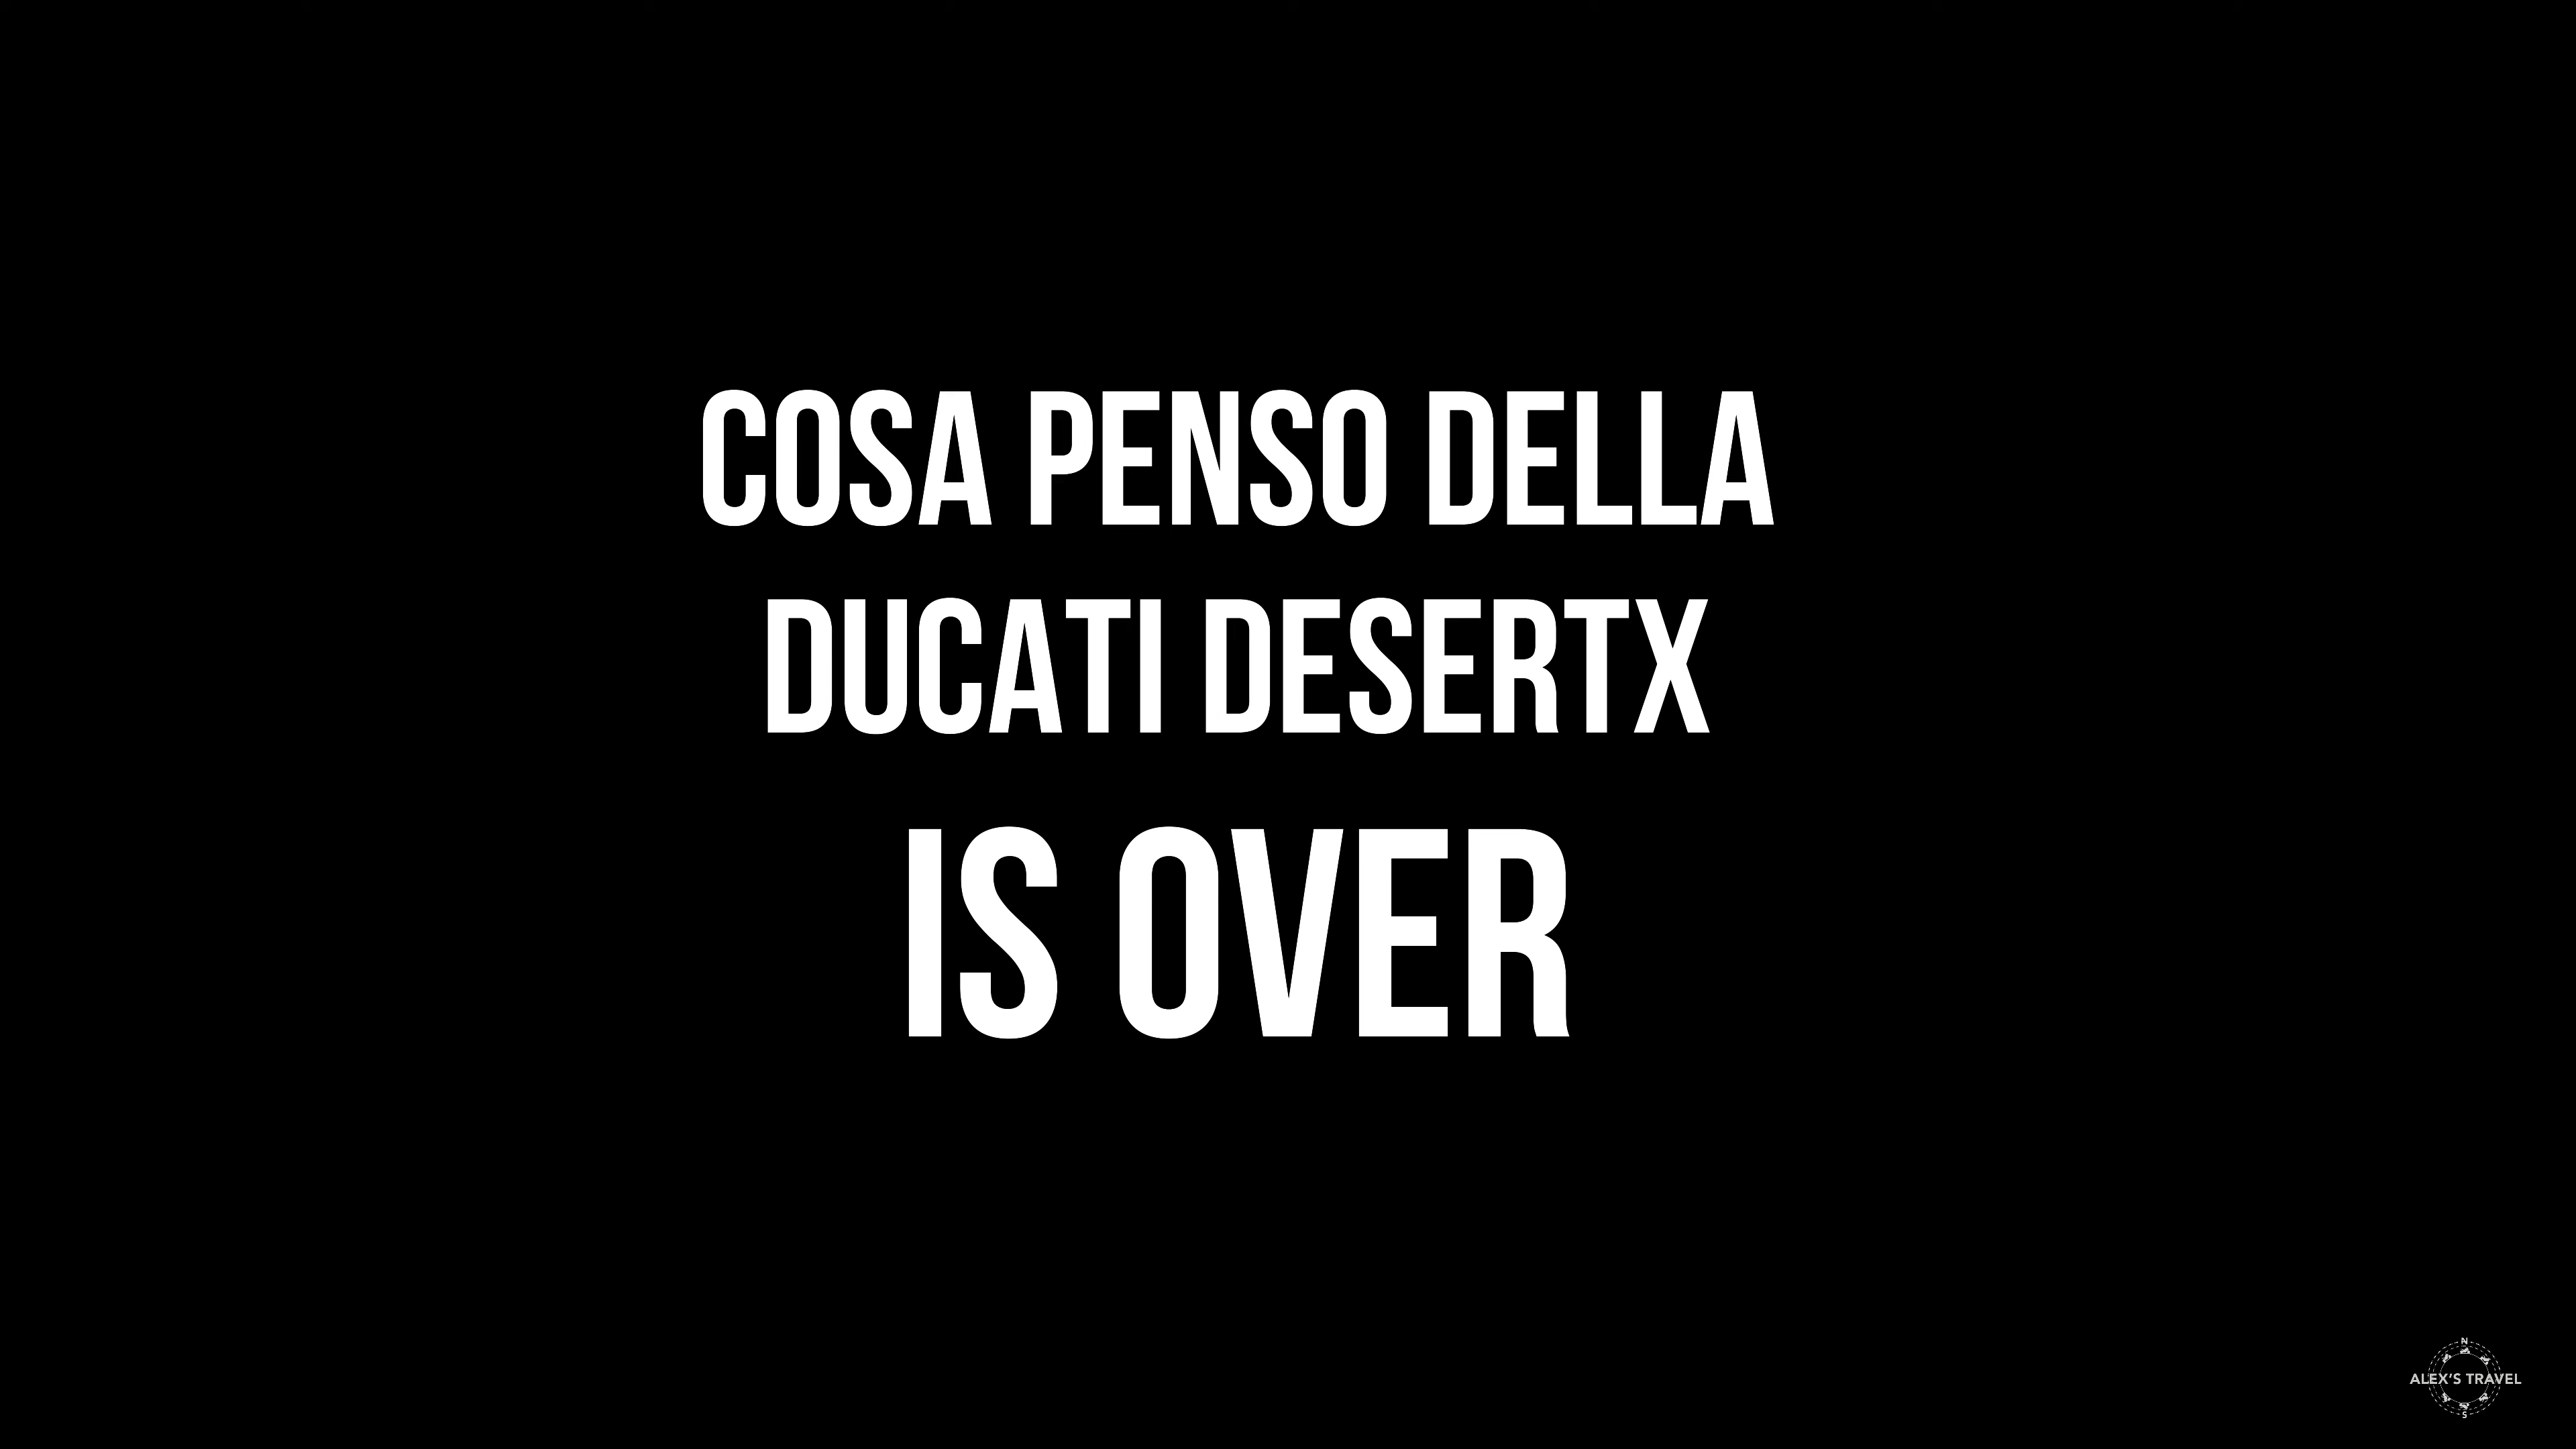 COSA PENSO DELLA
DUCATI DESERTX
IS OVER
N
ALEX'S TRAVEL
S